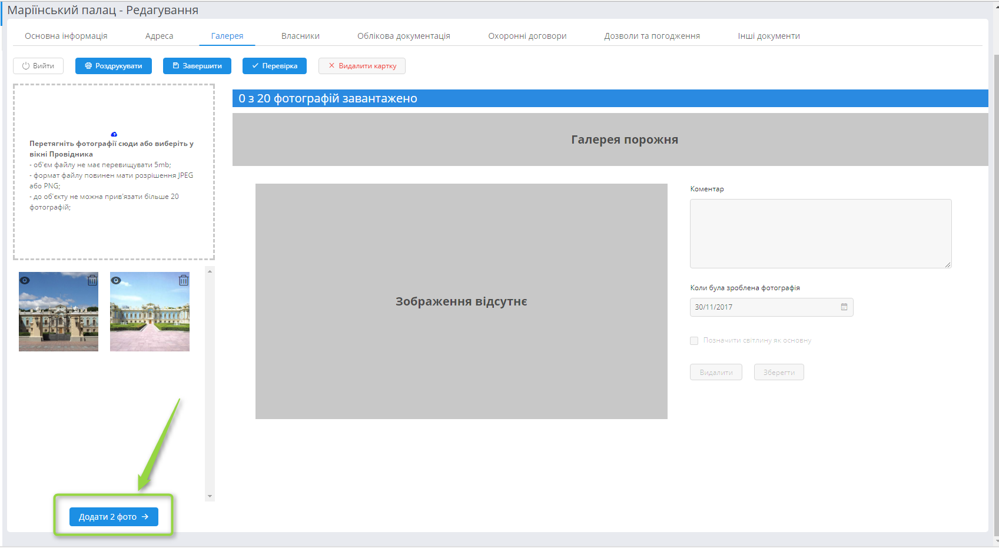 Маріїнський палац - Редагування
Основна інформація
Адреса
Галерея
Власники
Облікова документація
Охоронні договори
Дозволи та погодження
Інші документи
Вийти
Роздрукувати
Завершити
Перевірка
Видалити картку
Перетягніть фотографії сюди або виберіть у
вікні Провідника
- об'єм файлу не має перевищувати 5mb;
- формат файлу повинен мати розрішення JPEG
або PNG;
- до об'єкту не можна прив'язати більше 20
фотографій;
0 з 20 фотографій завантажено
Галерея порожня
Зображення відсутнє
Коментар
Коли була зроблена фотографія
30/11/2017
Позначити світлину як основну
Видалити
Зберегти
Додати 2 фото